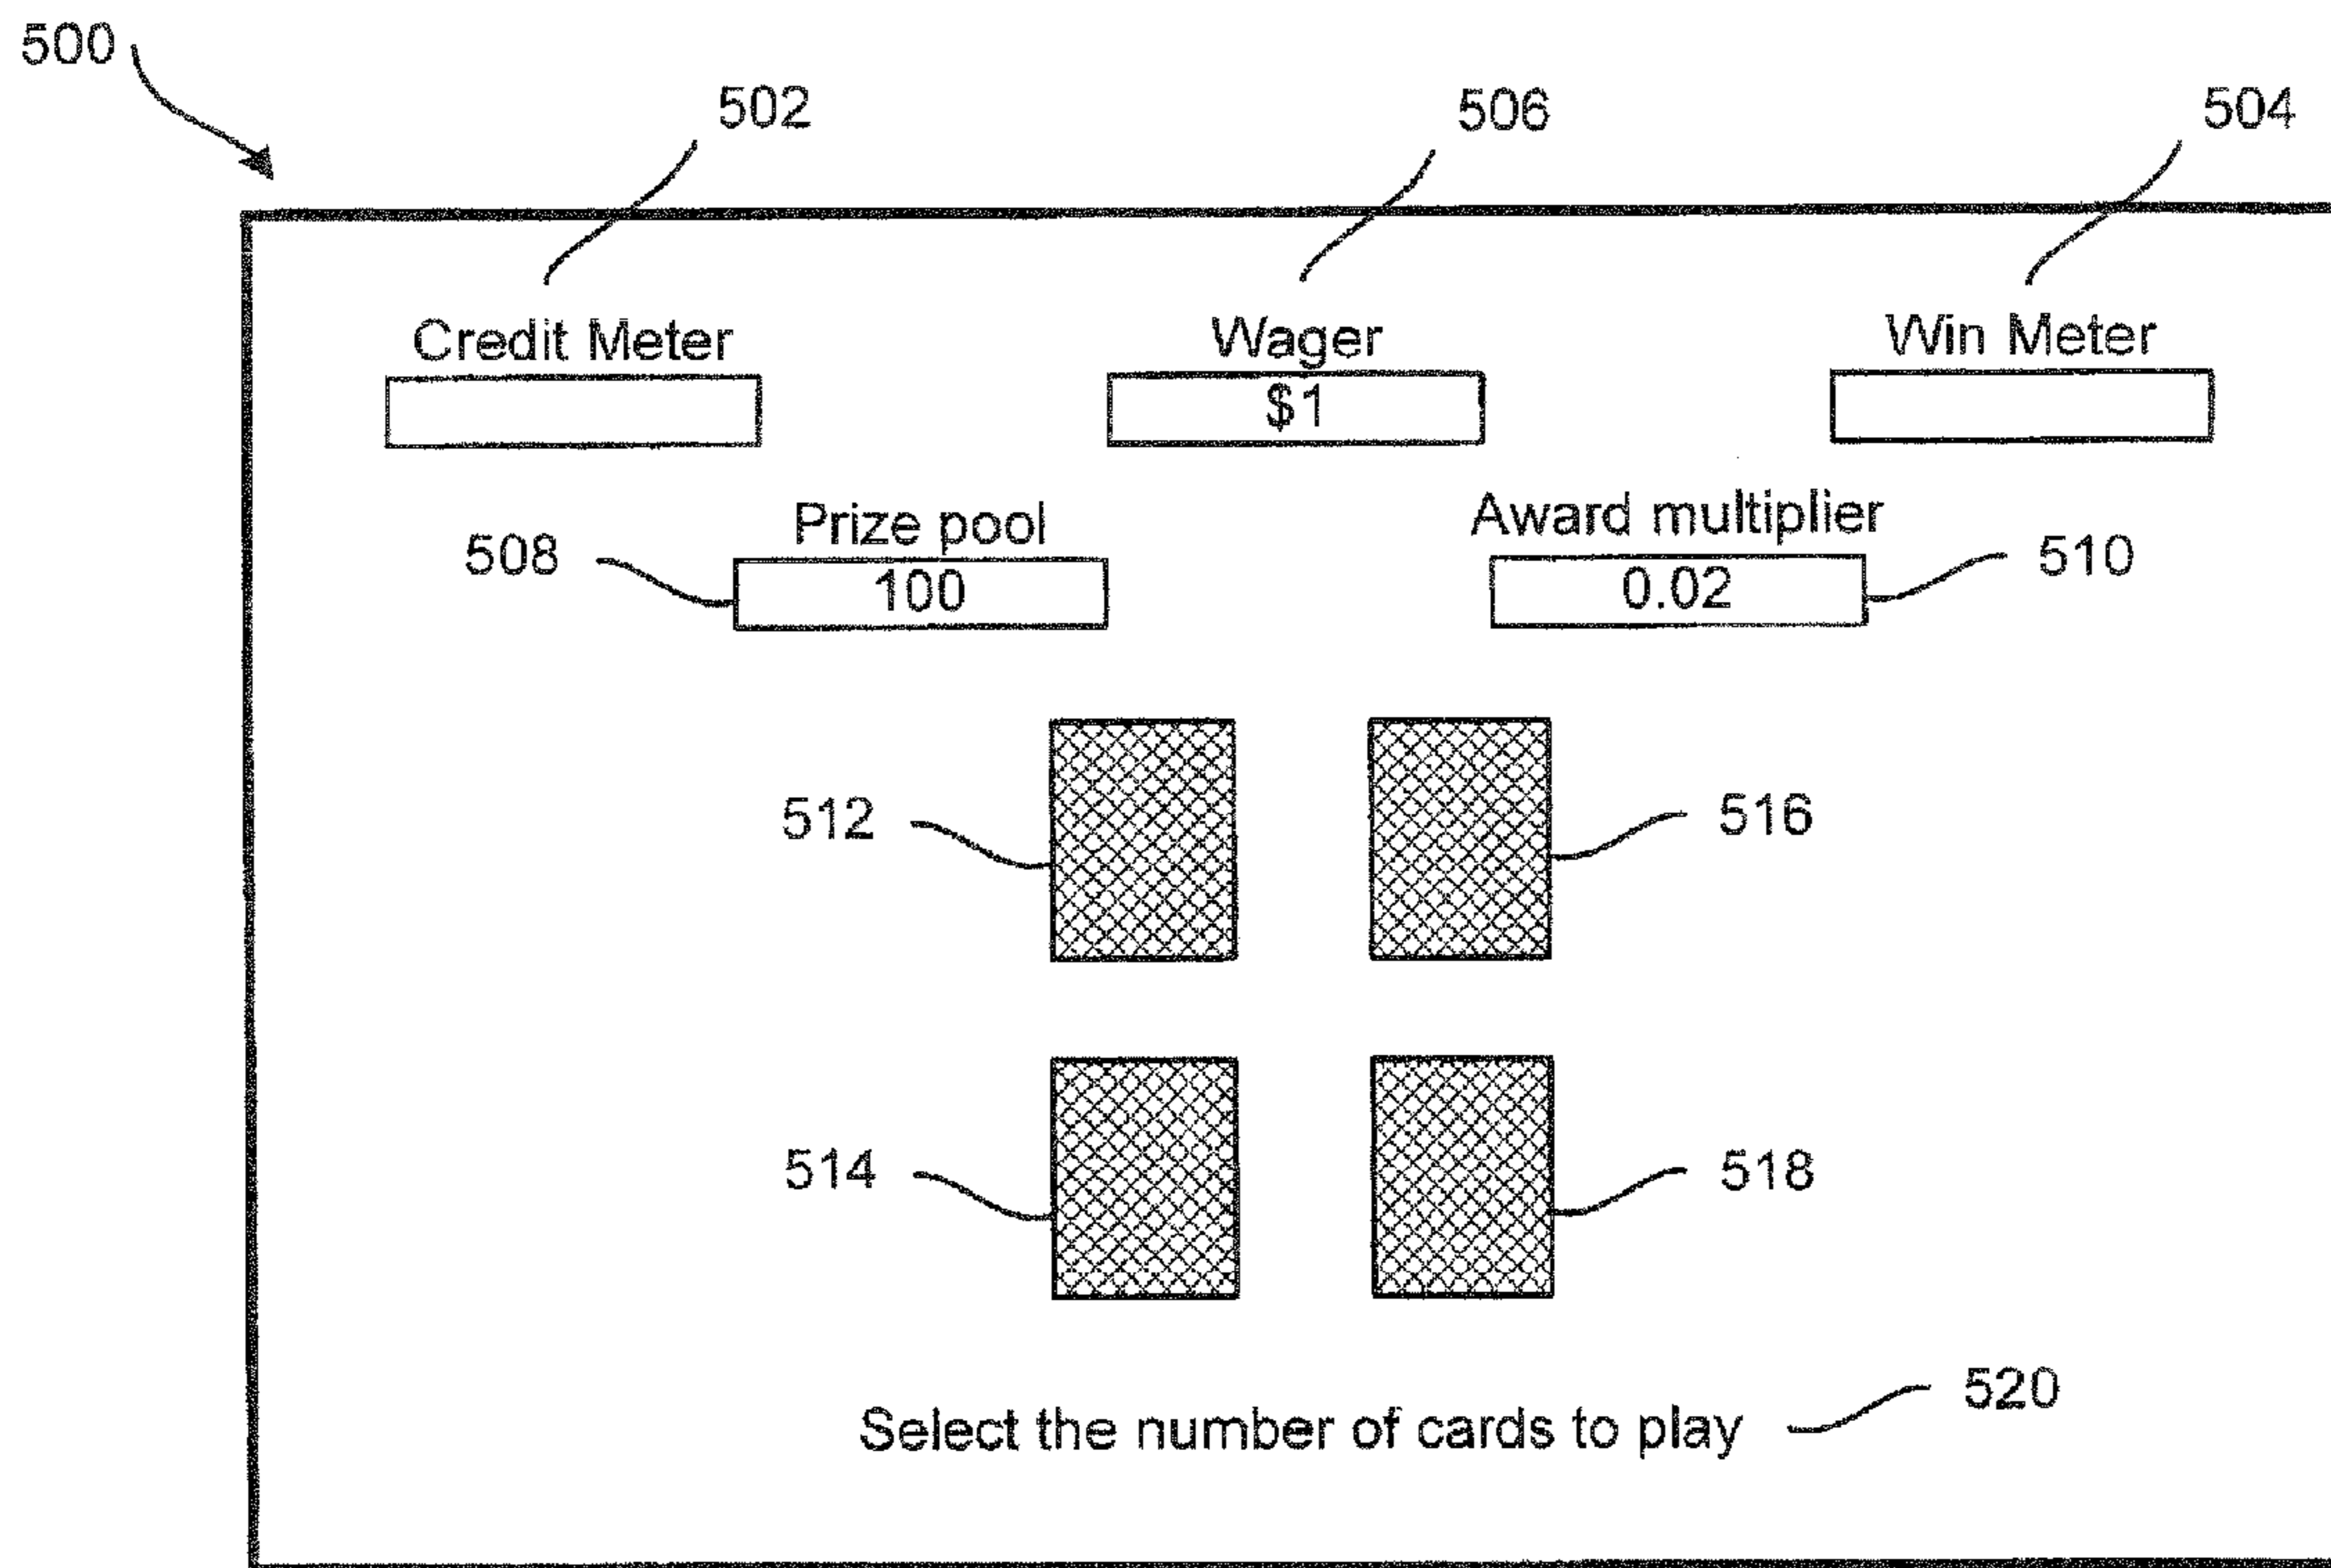 500
502 506 504
Credit Meter Wager Win Meter
$1
Prize pool Award multiplier
508 100 0.02 510
512 516
514 518
520
Select the number of cards to play